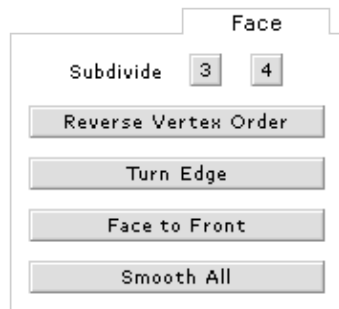 Face
Subdivide 3 4
Reverse Vertex Order
Turn Edge
Face to Front
Smooth All